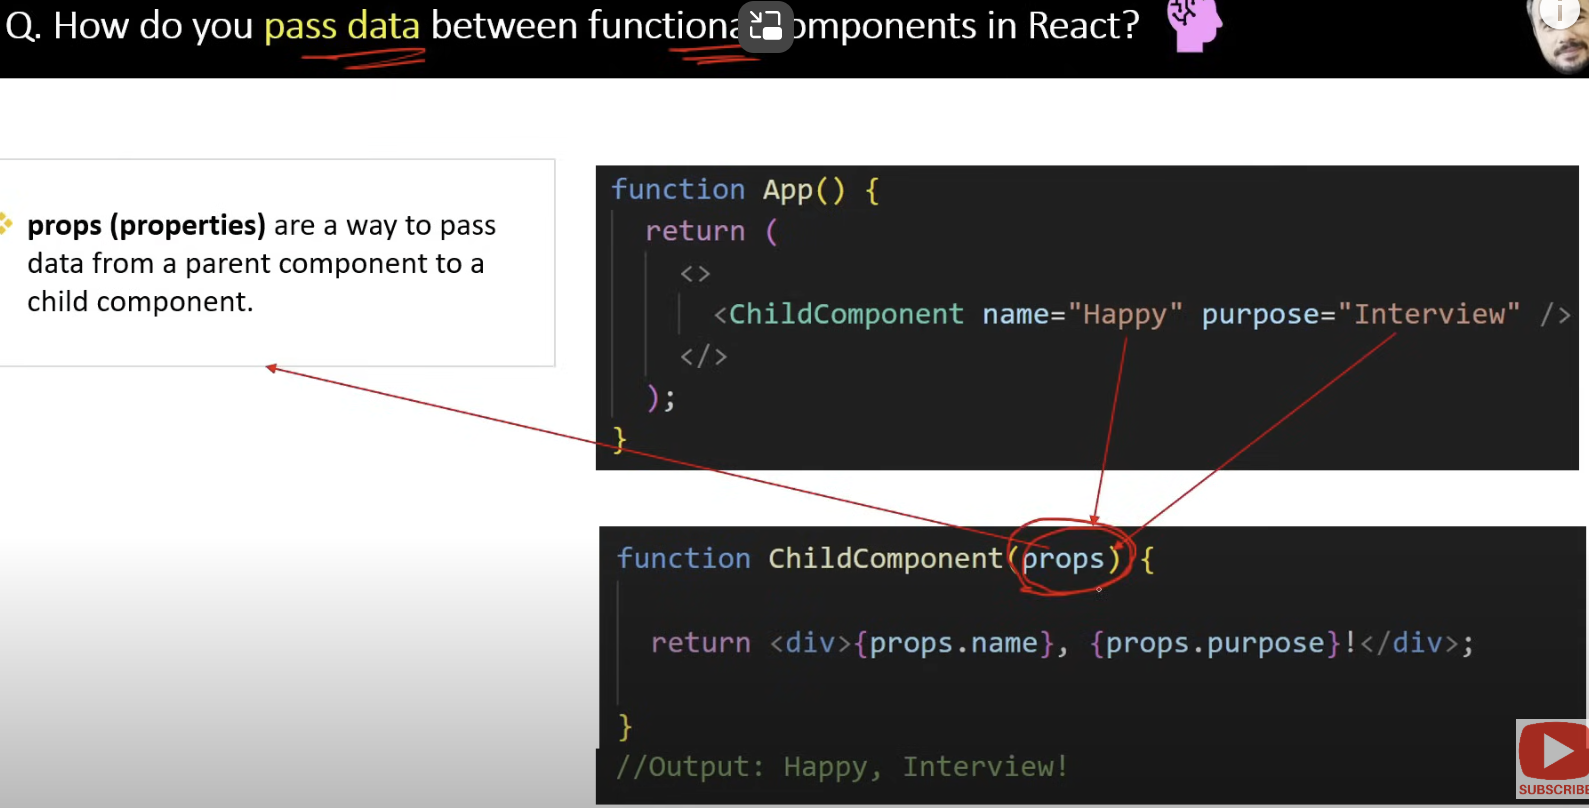 Q. How do you pass data between functiona omponents in React?
props (properties) are a way to pass
data from a parent component to a
child component.
function App() {
return (
<>
<ChildComponent name="Happy" purpose="Interview" />
</>
);
}
function ChildComponent(props) {
return <div>{props.name}, {props.purpose}!</div>;
}
//Output: Happy, Interview!
SUBSCRIBE